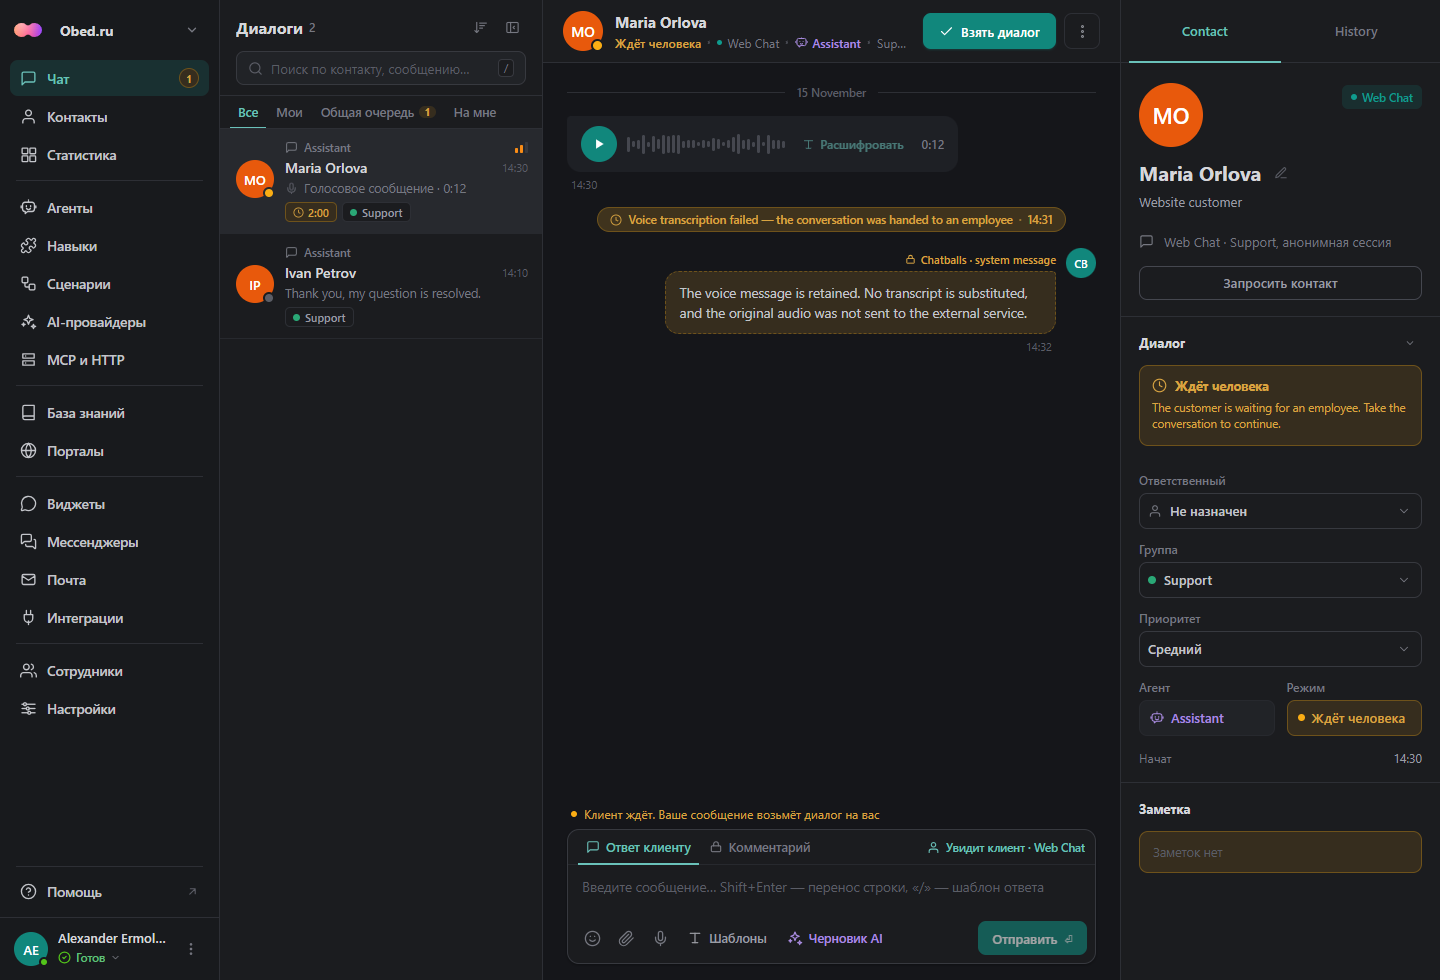 Obed.ru
Чат
1
Контакты
Статистика
Агенты
Навыки
Сценарии
AI-провайдеры
MCP и HTTP
База знаний
Порталы
Виджеты
Мессенджеры
Почта
Интеграции
Сотрудники
Настройки
Помощь
AE
Alexander Ermol...
Готов
Диалоги 2
Поиск по контакту, сообщению... /
Все Мои Общая очередь 1 На мне
Assistant
MO
Maria Orlova 14:30
Голосовое сообщение · 0:12
2:00 Support
Assistant
IP
Ivan Petrov 14:10
Thank you, my question is resolved.
Support
MO
Maria Orlova
Ждёт человека · Web Chat · Assistant · Sup...
Взять диалог
15 November
Расшифровать 0:12
14:30
Voice transcription failed — the conversation was handed to an employee · 14:31
Chatballs · system message
CB
The voice message is retained. No transcript is substituted,
and the original audio was not sent to the external service.
14:32
Клиент ждёт. Ваше сообщение возьмёт диалог на вас
Ответ клиенту Комментарий Увидит клиент · Web Chat
Введите сообщение... Shift+Enter — перенос строки, «/» — шаблон ответа
Шаблоны Черновик AI Отправить
Contact History
MO
Web Chat
Maria Orlova
Website customer
Web Chat · Support, анонимная сессия
Запросить контакт
Диалог
Ждёт человека
The customer is waiting for an employee. Take the
conversation to continue.
Ответственный
Не назначен
Группа
Support
Приоритет
Средний
Агент Режим
Assistant Ждёт человека
Начат 14:30
Заметка
Заметок нет